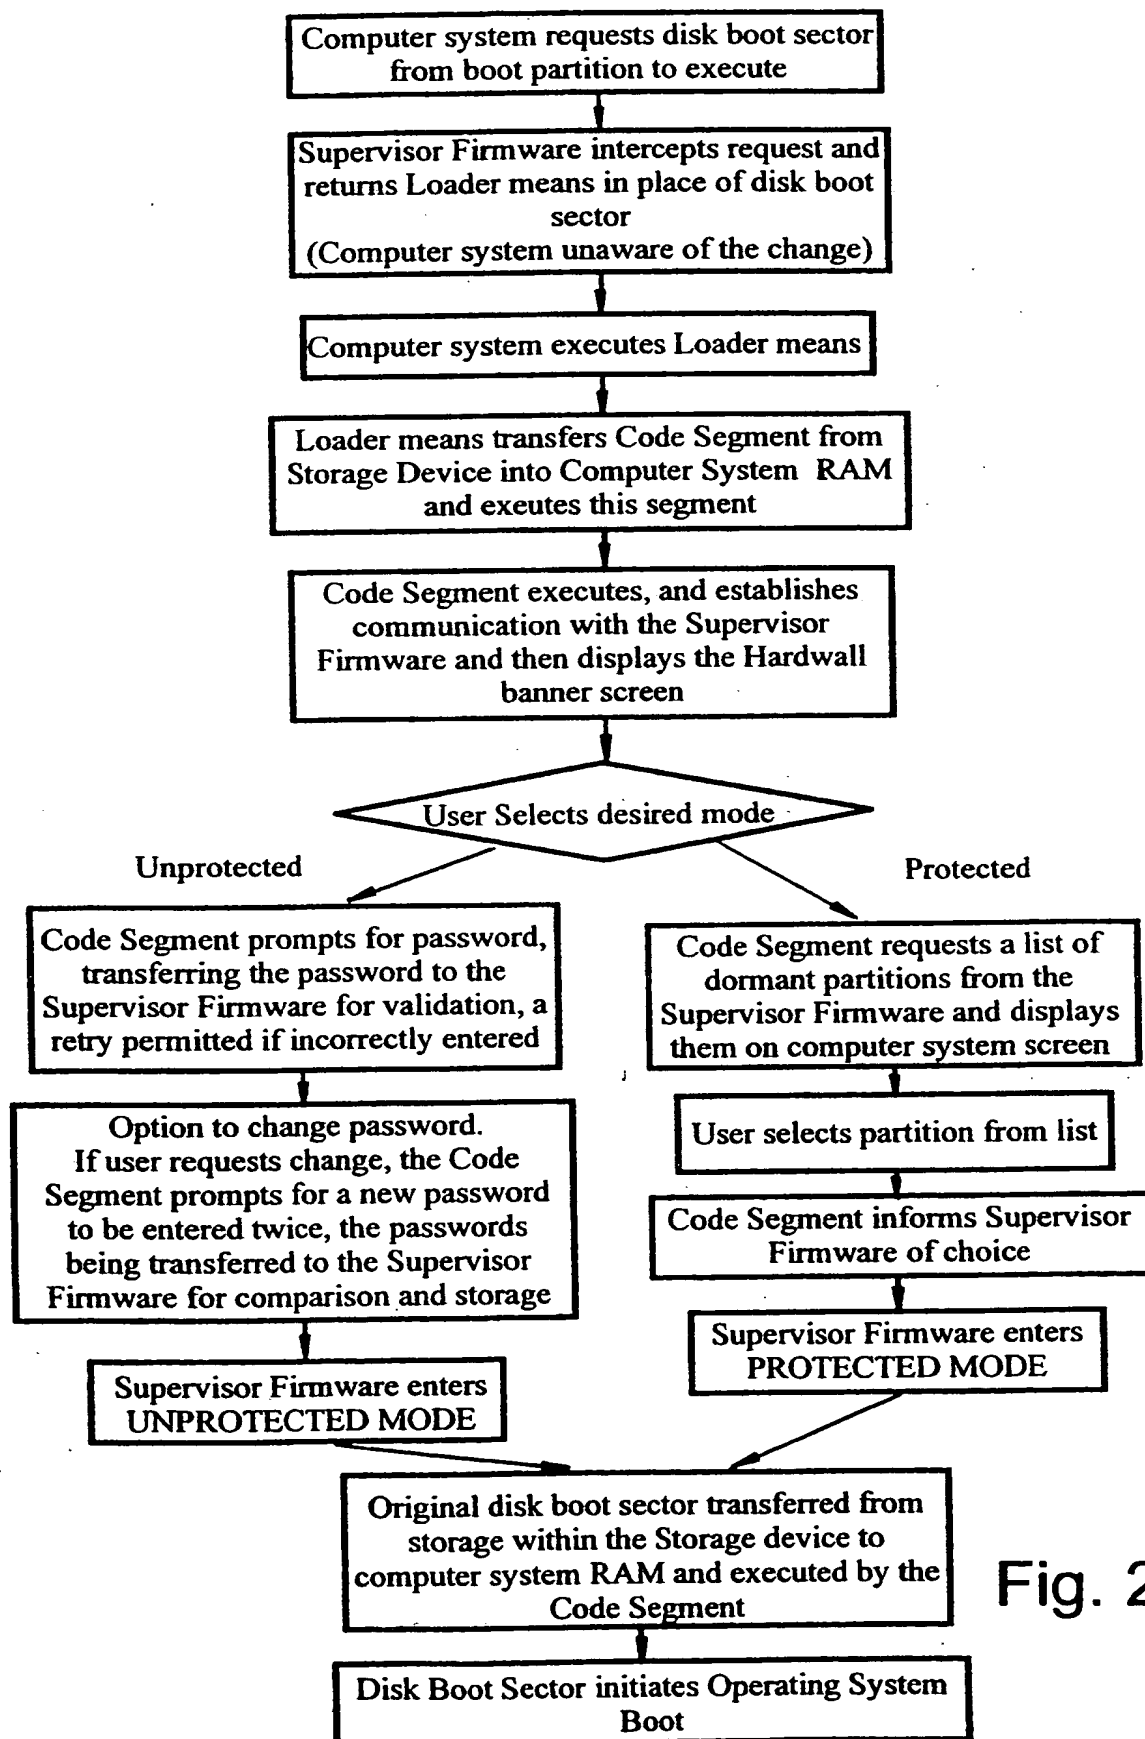 Computer system requests disk boot sector
from boot partition to execute
Supervisor Firmware intercepts request and
returns Loader means in place of disk boot
sector
(Computer system unaware of the change)
Computer system executes Loader means
Loader means transfers Code Segment from
Storage Device into Computer System RAM
and exeutes this segment
Code Segment executes, and establishes
communication with the Supervisor
Firmware and then displays the Hardwall
banner screen
User Selects desired mode
Unprotected
Protected
Code Segment prompts for password,
transferring the password to the
Supervisor Firmware for validation, a
retry permitted if incorrectly entered
Option to change password.
If user requests change, the Code
Segment prompts for a new password
to be entered twice, the passwords
being transferred to the Supervisor
Firmware for comparison and storage
Supervisor Firmware enters
UNPROTECTED MODE
Code Segment requests a list of
dormant partitions from the
Supervisor Firmware and displays
them on computer system screen
User selects partition from list
Code Segment informs Supervisor
Firmware of choice
Supervisor Firmware enters
PROTECTED MODE
Original disk boot sector transferred from
storage within the Storage device to
computer system RAM and executed by the
Code Segment
Disk Boot Sector initiates Operating System
Boot
Fig. 2